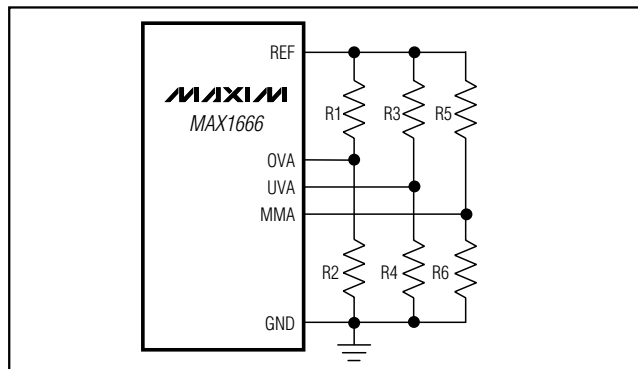 REF
MAXIM
MAX1666
R1
R3
R5
OVA
UVA
MMA
R2
R4
R6
GND